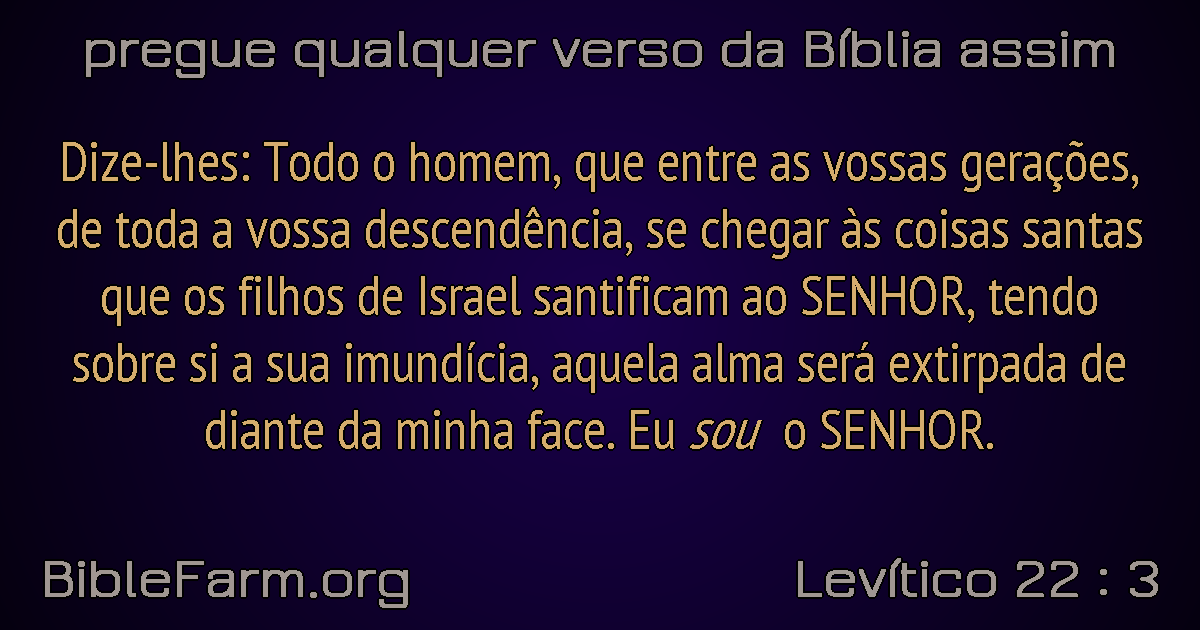 pregue qualquer verso da Bíblia assim
Dize-lhes: Todo o homem, que entre as vossas gerações,
de toda a vossa descendência, se chegar às coisas santas
que os filhos de Israel santificam ao SENHOR, tendo
sobre si a sua imundícia, aquela alma será extirpada de
diante da minha face. Eu sou o SENHOR.
BibleFarm.org
Levítico 22 : 3